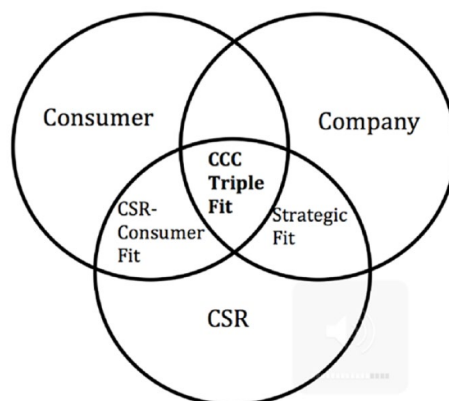 Consumer
Company
CCC
Triple
Fit
CSR-
Consumer
Fit
Strategic
Fit
CSR